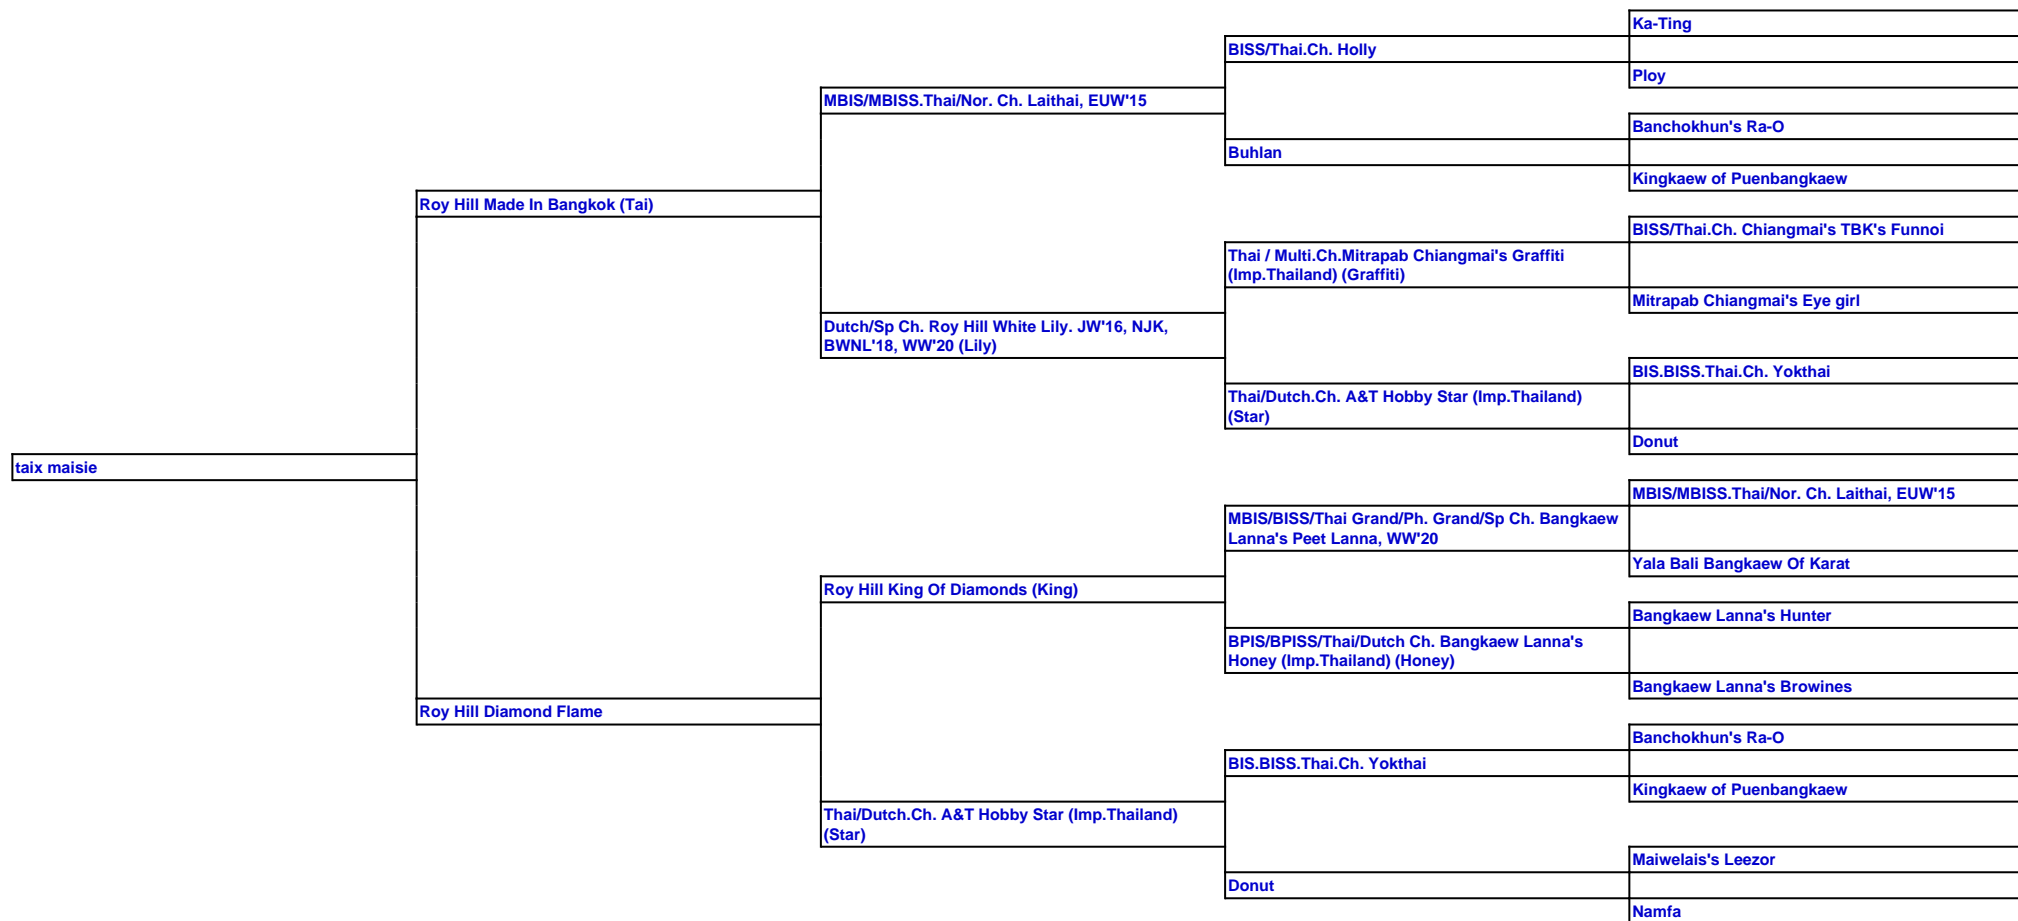 Ka-Ting
BISS/Thai.Ch. Holly
Ploy
MBIS/MBISS.Thai/Nor. Ch. Laithai, EUW'15
Banchokhun's Ra-O
Buhlan
Kingkaew of Puenbangkaew
Roy Hill Made In Bangkok (Tai)
BISS/Thai.Ch. Chiangmai's TBK's Funnoi
Thai / Multi.Ch.Mitrapab Chiangmai's Graffiti
(Imp.Thailand) (Graffiti)
Mitrapab Chiangmai's Eye girl
Dutch/Sp Ch. Roy Hill White Lily. JW'16, NJK,
BWNL'18, WW'20 (Lily)
BIS.BISS.Thai.Ch. Yokthai
Thai/Dutch.Ch. A&T Hobby Star (Imp.Thailand)
(Star)
Donut
taix maisie
MBIS/MBISS.Thai/Nor. Ch. Laithai, EUW'15
MBIS/BISS/Thai Grand/Ph. Grand/Sp Ch. Bangkaew
Lanna's Peet Lanna, WW'20
Yala Bali Bangkaew Of Karat
Roy Hill King Of Diamonds (King)
Bangkaew Lanna's Hunter
BPIS/BPISS/Thai/Dutch Ch. Bangkaew Lanna's
Honey (Imp.Thailand) (Honey)
Bangkaew Lanna's Browines
Roy Hill Diamond Flame
Banchokhun's Ra-O
BIS.BISS.Thai.Ch. Yokthai
Kingkaew of Puenbangkaew
Thai/Dutch.Ch. A&T Hobby Star (Imp.Thailand)
(Star)
Maiwelais's Leezor
Donut
Namfa